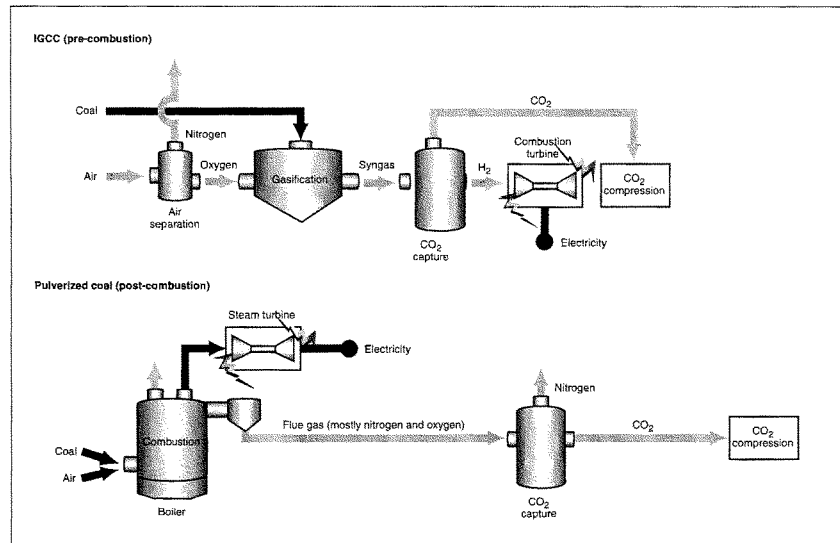 IGCC (pre-combustion)
CO2
Coal
Nitrogen
Combustion
turbine
Oxygen
Syngas
H2
Air
Gasification
CO2
compression
Air
separation
CO2
capture
Electricity
Pulverized coal (post-combustion)
Steam turbine
Electricity
Nitrogen
Combustion
Flue gas (mostly nitrogen and oxygen)
CO2
CO2
compression
Coal
Air
Boiler
CO2
capture